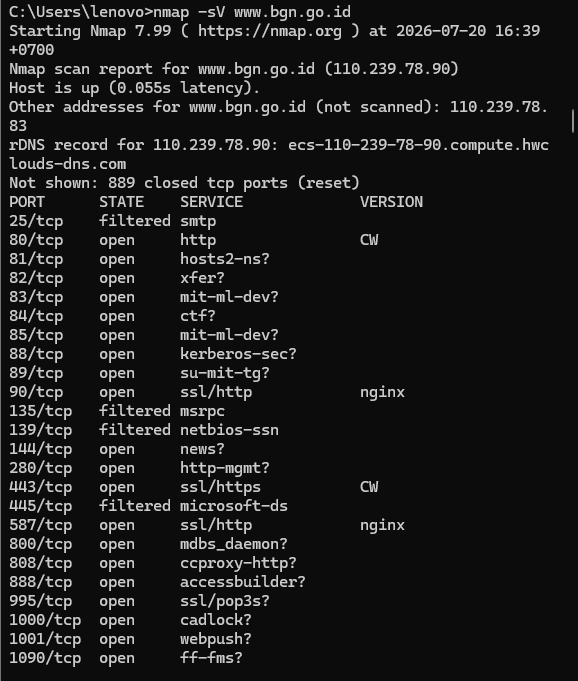 C:\Users\lenovo>nmap -sV www.bgn.go.id
Starting Nmap 7.99 ( https://nmap.org ) at 2026-07-20 16:39
+0700
Nmap scan report for www.bgn.go.id (110.239.78.90)
Host is up (0.055s latency).
Other addresses for www.bgn.go.id (not scanned): 110.239.78.
83
rDNS record for 110.239.78.90: ecs-110-239-78-90.compute.hwc
louds-dns.com
Not shown: 889 closed tcp ports (reset)
PORT     STATE    SERVICE            VERSION
25/tcp   filtered smtp
80/tcp   open     http               CW
81/tcp   open     hosts2-ns?
82/tcp   open     xfer?
83/tcp   open     mit-ml-dev?
84/tcp   open     ctf?
85/tcp   open     mit-ml-dev?
88/tcp   open     kerberos-sec?
89/tcp   open     su-mit-tg?
90/tcp   open     ssl/http           nginx
135/tcp  filtered msrpc
139/tcp  filtered netbios-ssn
144/tcp  open     news?
280/tcp  open     http-mgmt?
443/tcp  open     ssl/https          CW
445/tcp  filtered microsoft-ds
587/tcp  open     ssl/http           nginx
800/tcp  open     mdbs_daemon?
808/tcp  open     ccproxy-http?
888/tcp  open     accessbuilder?
995/tcp  open     ssl/pop3s?
1000/tcp open     cadlock?
1001/tcp open     webpush?
1090/tcp open     ff-fms?